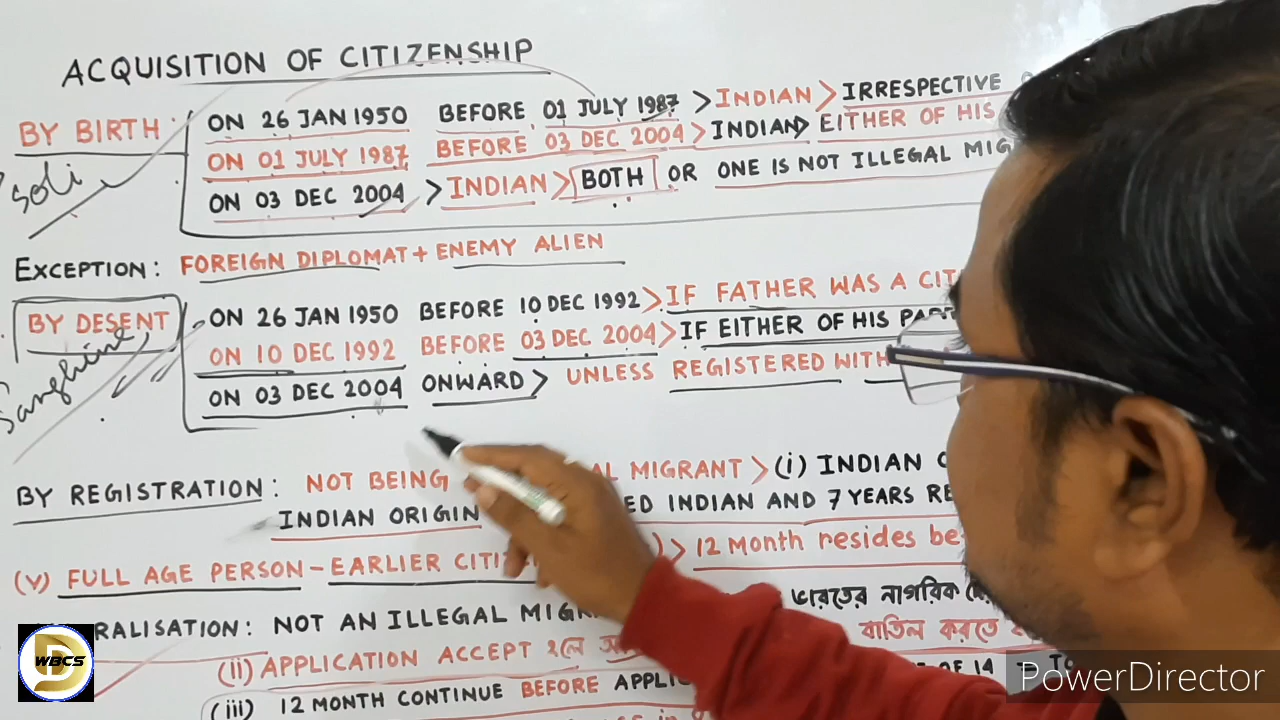 ACQUISITION OF CITIZENSHIP
BY BIRTH :
ON 26 JAN 1950 BEFORE 01 JULY 1987 > INDIAN > IRRESPECTIVE
ON 01 JULY 1987 BEFORE 03 DEC 2004 > INDIAN > EITHER OF HIS
ON 03 DEC 2004 > INDIAN > BOTH OR ONE IS NOT ILLEGAL MIG
Soli
EXCEPTION: FOREIGN DIPLOMAT + ENEMY ALIEN
BY DESENT
ON 26 JAN 1950 BEFORE 10 DEC 1992 > IF FATHER WAS A CIT
ON 10 DEC 1992 BEFORE 03 DEC 2004 > IF EITHER OF HIS PAR
ON 03 DEC 2004 ONWARD > UNLESS REGISTERED WITH
BY REGISTRATION: NOT BEING AL MIGRANT > (i) INDIAN
INDIAN ORIGIN ED INDIAN AND 7 YEARS RE
(V) FULL AGE PERSON - EARLIER CITI ) > 12 Month resides be
ভারতের নাগরিক
RALISATION: NOT AN ILLEGAL MIG
বাতিল করতে
(ii) APPLICATION ACCEPT হলে
OF 14
(iii) 12 MONTH CONTINUE BEFORE APPL
D
WBCS
PowerDirector